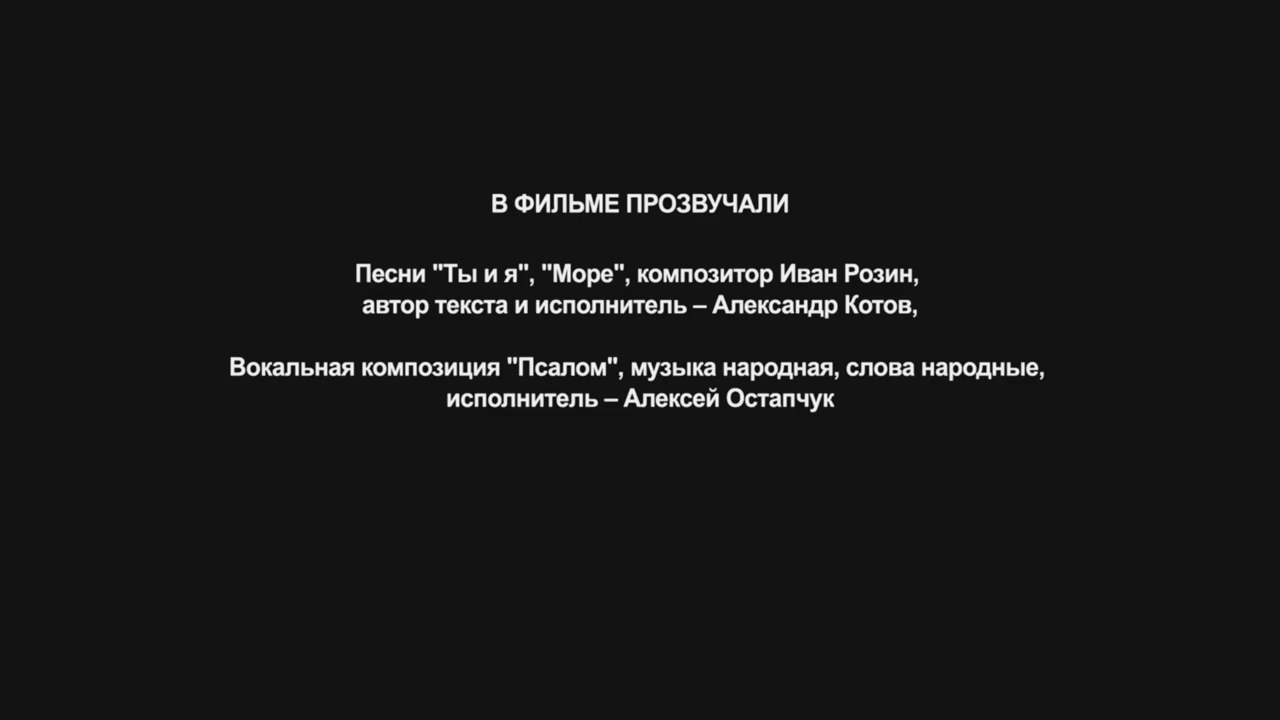 В ФИЛЬМЕ ПРОЗВУЧАЛИ
Песни "Ты и я", "Море", композитор Иван Розин,
автор текста и исполнитель – Александр Котов,
Вокальная композиция "Псалом", музыка народная, слова народные,
исполнитель – Алексей Остапчук